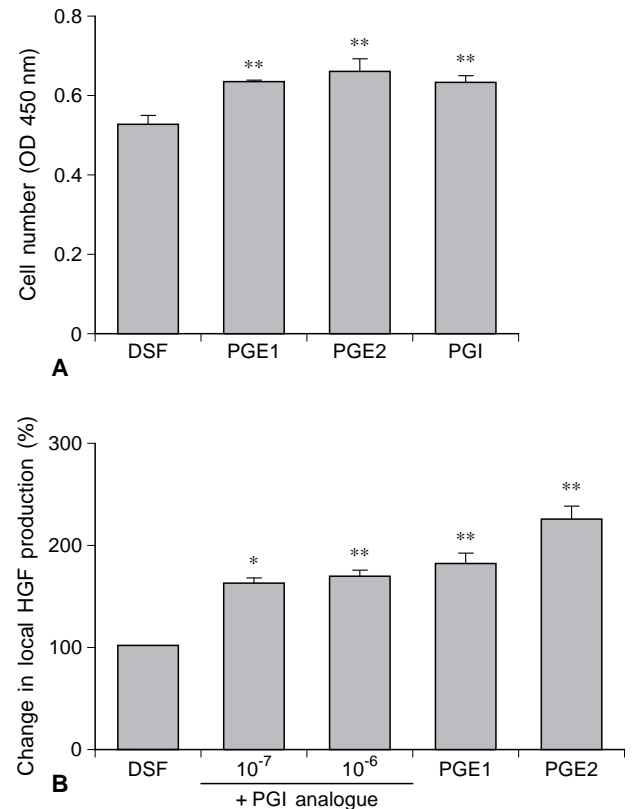 Cell number (OD 450 nm)
0.8
0.6
0.4
0.2
0
**
**
**
DSF PGE1 PGE2 PGI
A
Change in local HGF production (%)
300
200
100
0
*
**
**
**
DSF 10⁻⁷ 10⁻⁶ PGE1 PGE2
+ PGI analogue
B